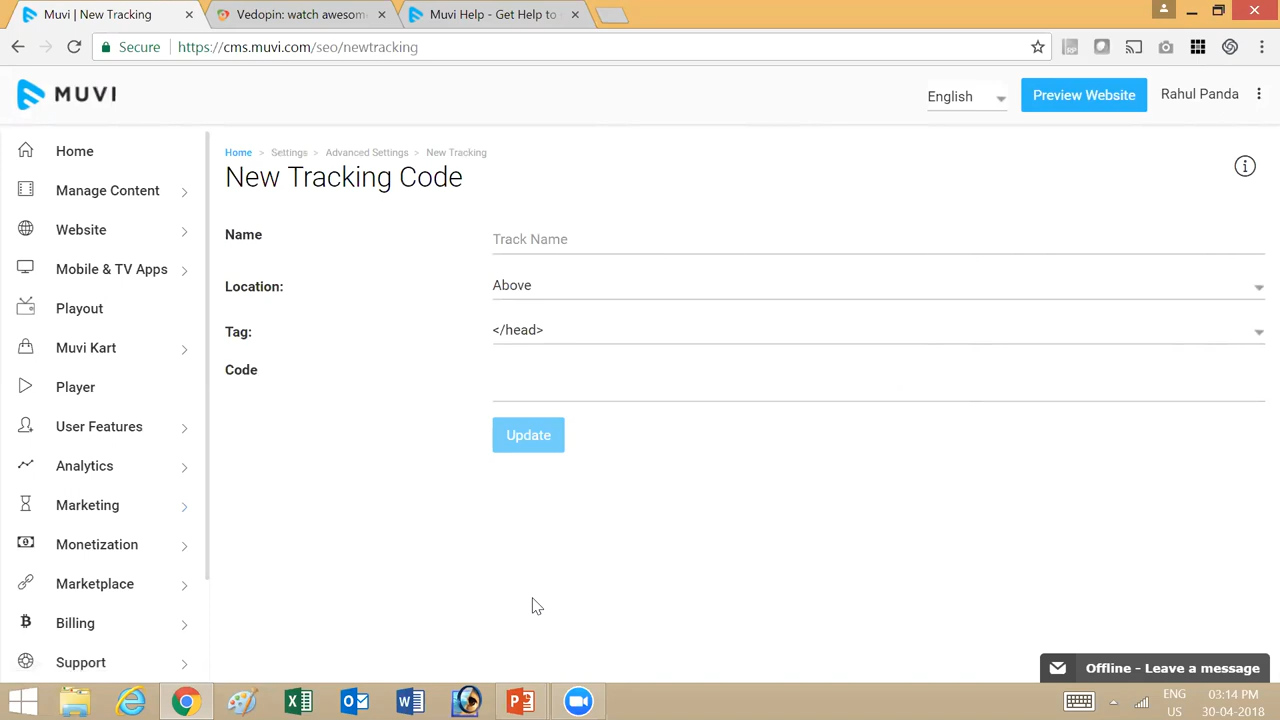 Muvi | New Tracking
Vedopin: watch awesom
Muvi Help - Get Help to
Secure
https://cms.muvi.com/seo/newtracking
MUVI
English
Preview Website
Rahul Panda
Home
Manage Content
Website
Mobile & TV Apps
Playout
Muvi Kart
Player
User Features
Analytics
Marketing
Monetization
Marketplace
Billing
Support
Home > Settings > Advanced Settings > New Tracking
New Tracking Code
Name
Track Name
Location:
Above
Tag:
</head>
Code
Update
Offline - Leave a message
ENG 03:14 PM
US 30-04-2018